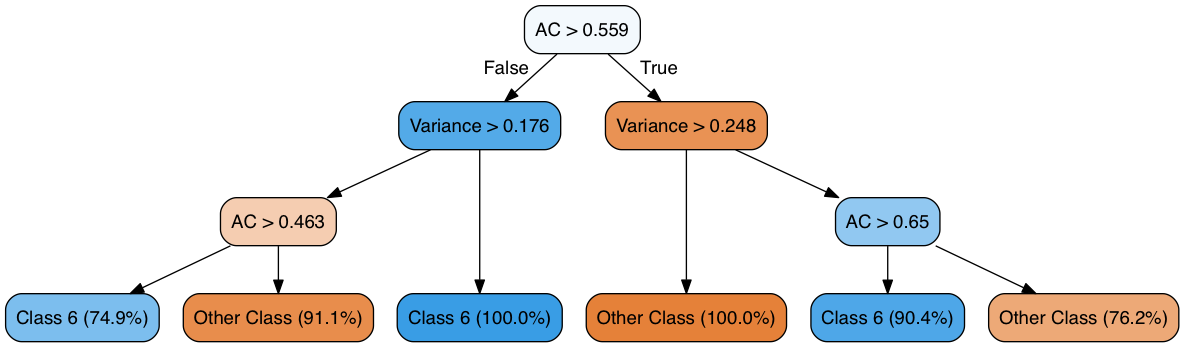 AC > 0.559
False
True
Variance > 0.176
Variance > 0.248
AC > 0.463
AC > 0.65
Class 6 (74.9%)
Other Class (91.1%)
Class 6 (100.0%)
Other Class (100.0%)
Class 6 (90.4%)
Other Class (76.2%)